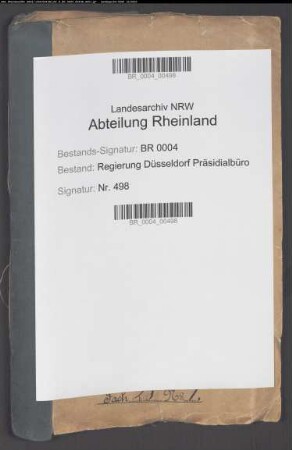 BR_0004_00498
Landesarchiv NRW
Abteilung Rheinland
Bestands-Signatur: BR 0004
Bestand: Regierung Düsseldorf Präsidialbüro
Signatur: Nr. 498
BR_0004_00498